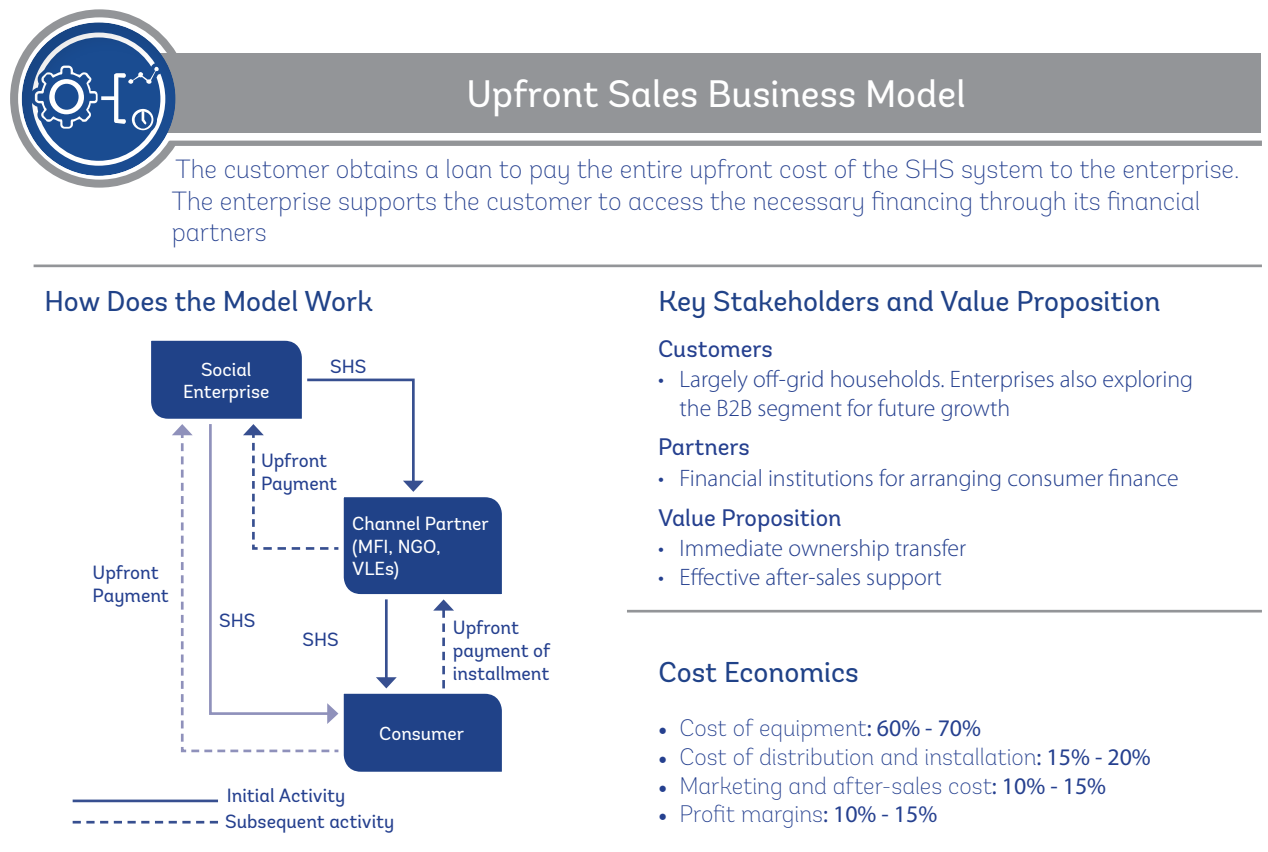 Upfront Sales Business Model
The customer obtains a loan to pay the entire upfront cost of the SHS system to the enterprise.
The enterprise supports the customer to access the necessary financing through its financial
partners
How Does the Model Work
Social
Enterprise
SHS
Upfront
Payment
Channel Partner
(MFI, NGO,
VLEs)
Upfront
Payment
SHS
SHS
Upfront
payment of
installment
Consumer
Initial Activity
Subsequent activity
Key Stakeholders and Value Proposition
Customers
• Largely off-grid households. Enterprises also exploring
the B2B segment for future growth
Partners
• Financial institutions for arranging consumer finance
Value Proposition
• Immediate ownership transfer
• Effective after-sales support
Cost Economics
• Cost of equipment: 60% - 70%
• Cost of distribution and installation: 15% - 20%
• Marketing and after-sales cost: 10% - 15%
• Profit margins: 10% - 15%